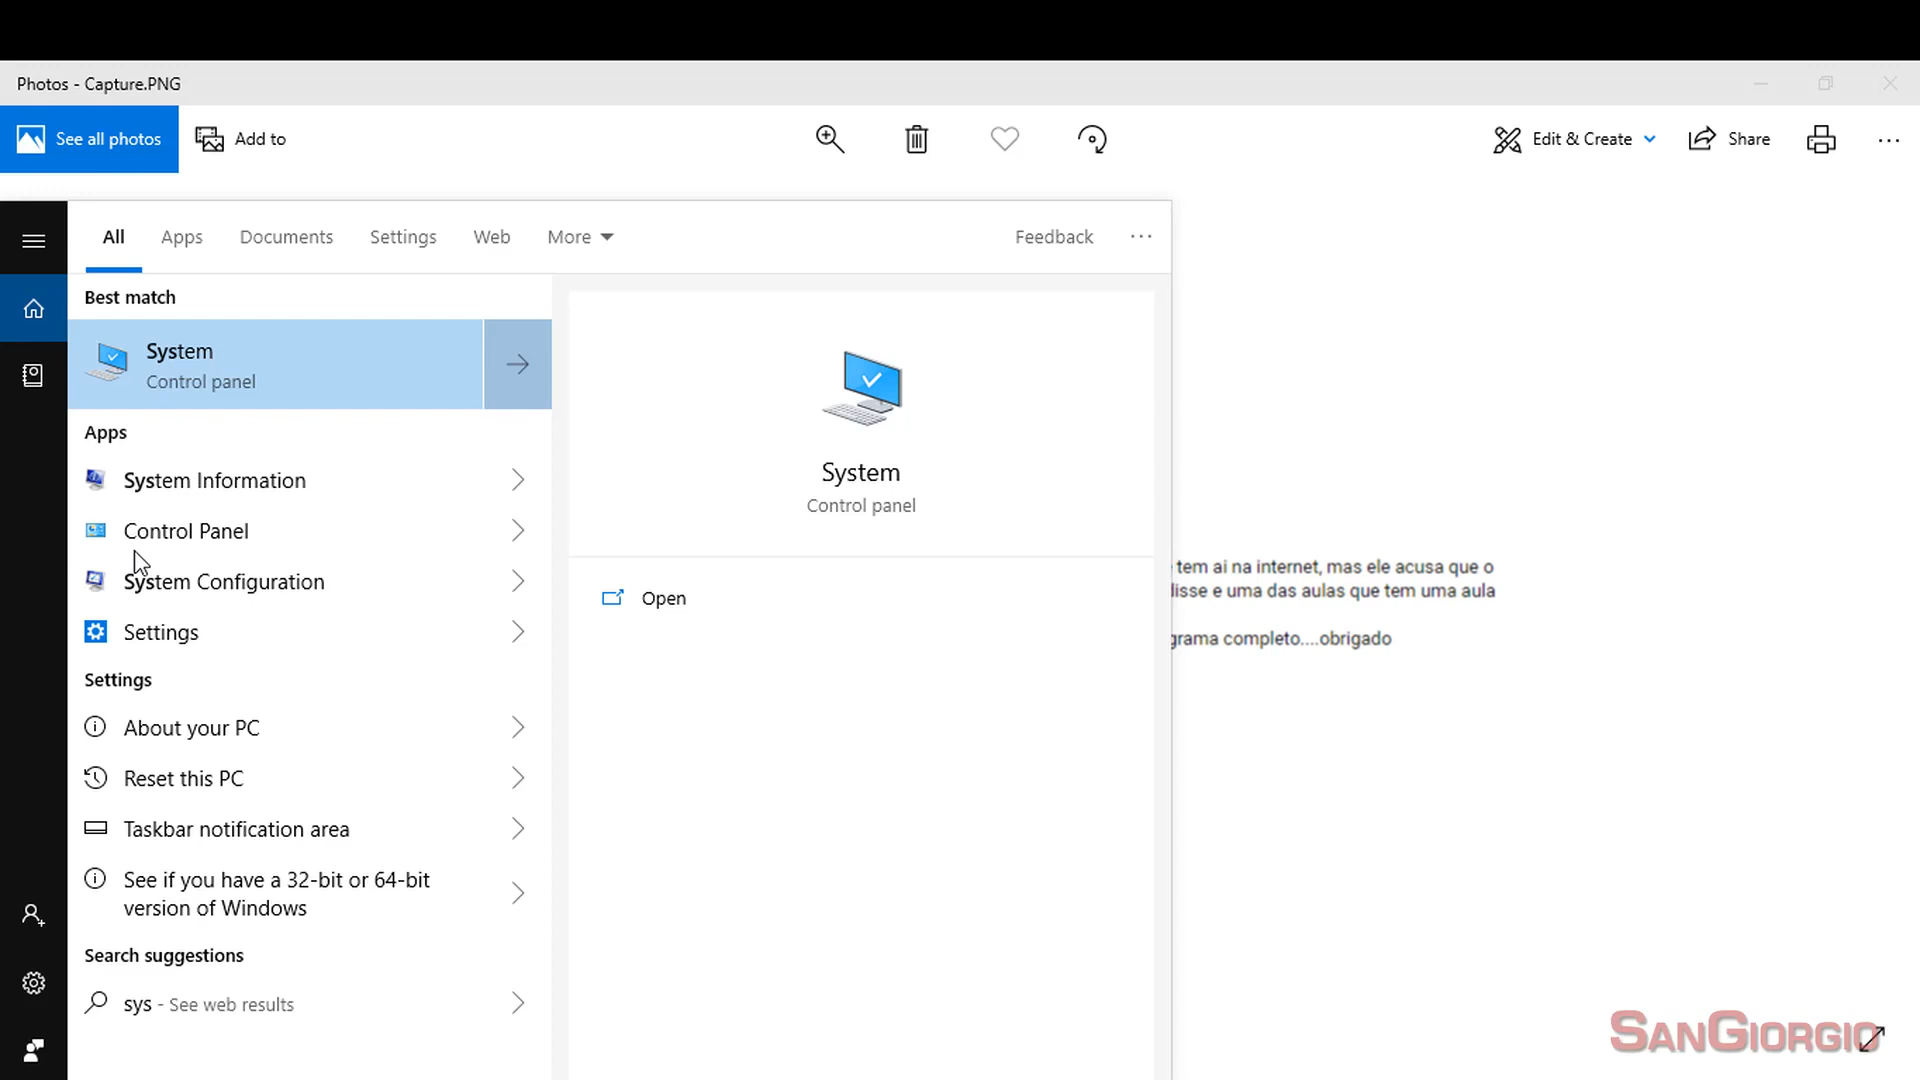 Photos - Capture.PNG
See all photos
Add to
Edit & Create
Share
All
Apps
Documents
Settings
Web
More
Feedback
Best match
System
Control panel
Apps
System Information
Control Panel
System Configuration
Settings
Settings
About your PC
Reset this PC
Taskbar notification area
See if you have a 32-bit or 64-bit
version of Windows
Search suggestions
sys - See web results
System
Control panel
Open
tem ai na internet, mas ele acusa que o
isse e uma das aulas que tem uma aula
grama completo....obrigado
SANGIORGIO